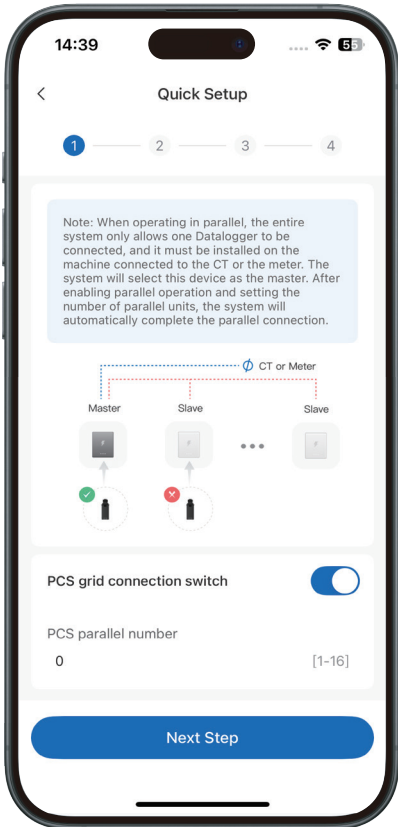 14:39
.... 55
Quick Setup
1 2 3 4
Note: When operating in parallel, the entire
system only allows one Datalogger to be
connected, and it must be installed on the
machine connected to the CT or the meter. The
system will select this device as the master. After
enabling parallel operation and setting the
number of parallel units, the system will
automatically complete the parallel connection.
CT or Meter
Master Slave Slave
PCS grid connection switch
PCS parallel number
0 [1-16]
Next Step